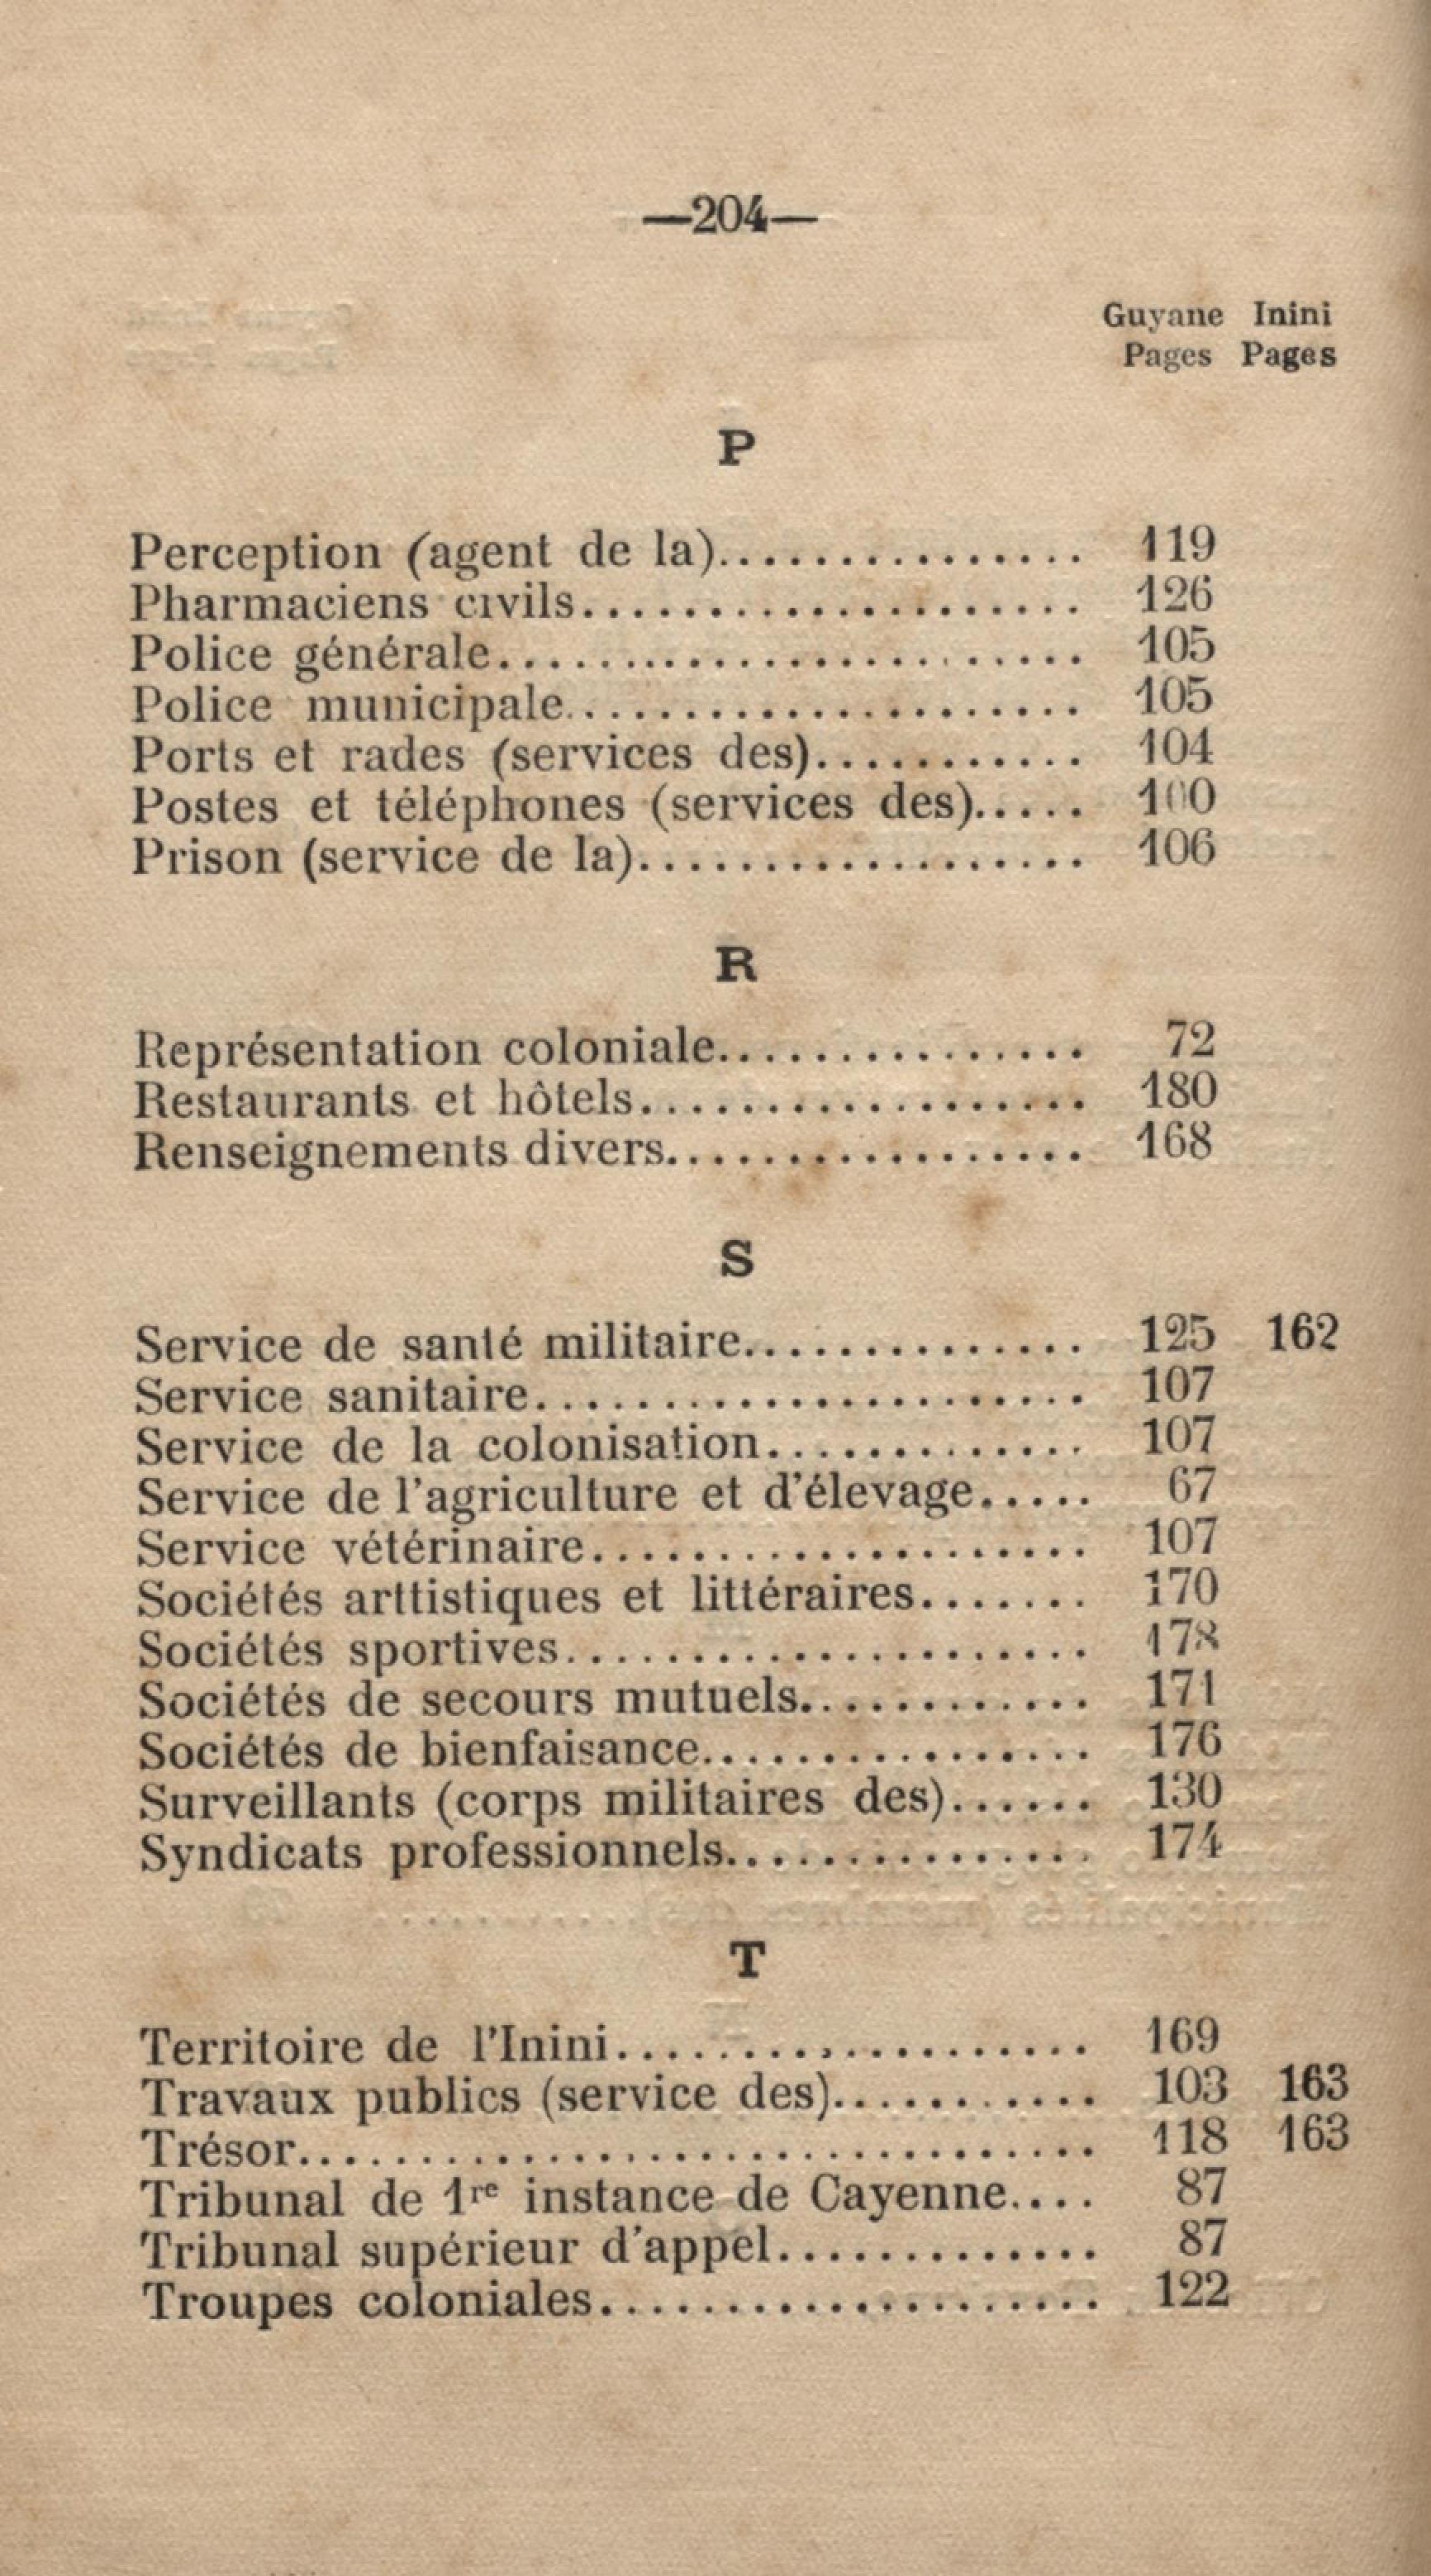 —204—
Guyane Inini
Pages Pages
P
Perception (agent de la)............... 119
Pharmaciens civils.................... 126
Police générale....................... 105
Police municipale..................... 105
Ports et rades (services des)........... 104
Postes et téléphones (services des)..... 100
Prison (service de la).................. 106
R
Représentation coloniale............... 72
Restaurants et hôtels.................. 180
Renseignements divers................. 168
S
Service de santé militaire.............. 125 162
Service sanitaire...................... 107
Service de la colonisation............. 107
Service de l'agriculture et d'élevage..... 67
Service vétérinaire.................... 107
Sociétés arttistiques et littéraires....... 170
Sociétés sportives..................... 178
Sociétés de secours mutuels............ 171
Sociétés de bienfaisance................ 176
Surveillants (corps militaires des)...... 130
Syndicats professionnels............... 174
T
Territoire de l'Inini................... 169
Travaux publics (service des)........... 103 163
Trésor................................ 118 163
Tribunal de 1re instance de Cayenne.... 87
Tribunal supérieur d'appel............. 87
Troupes coloniales.................... 122